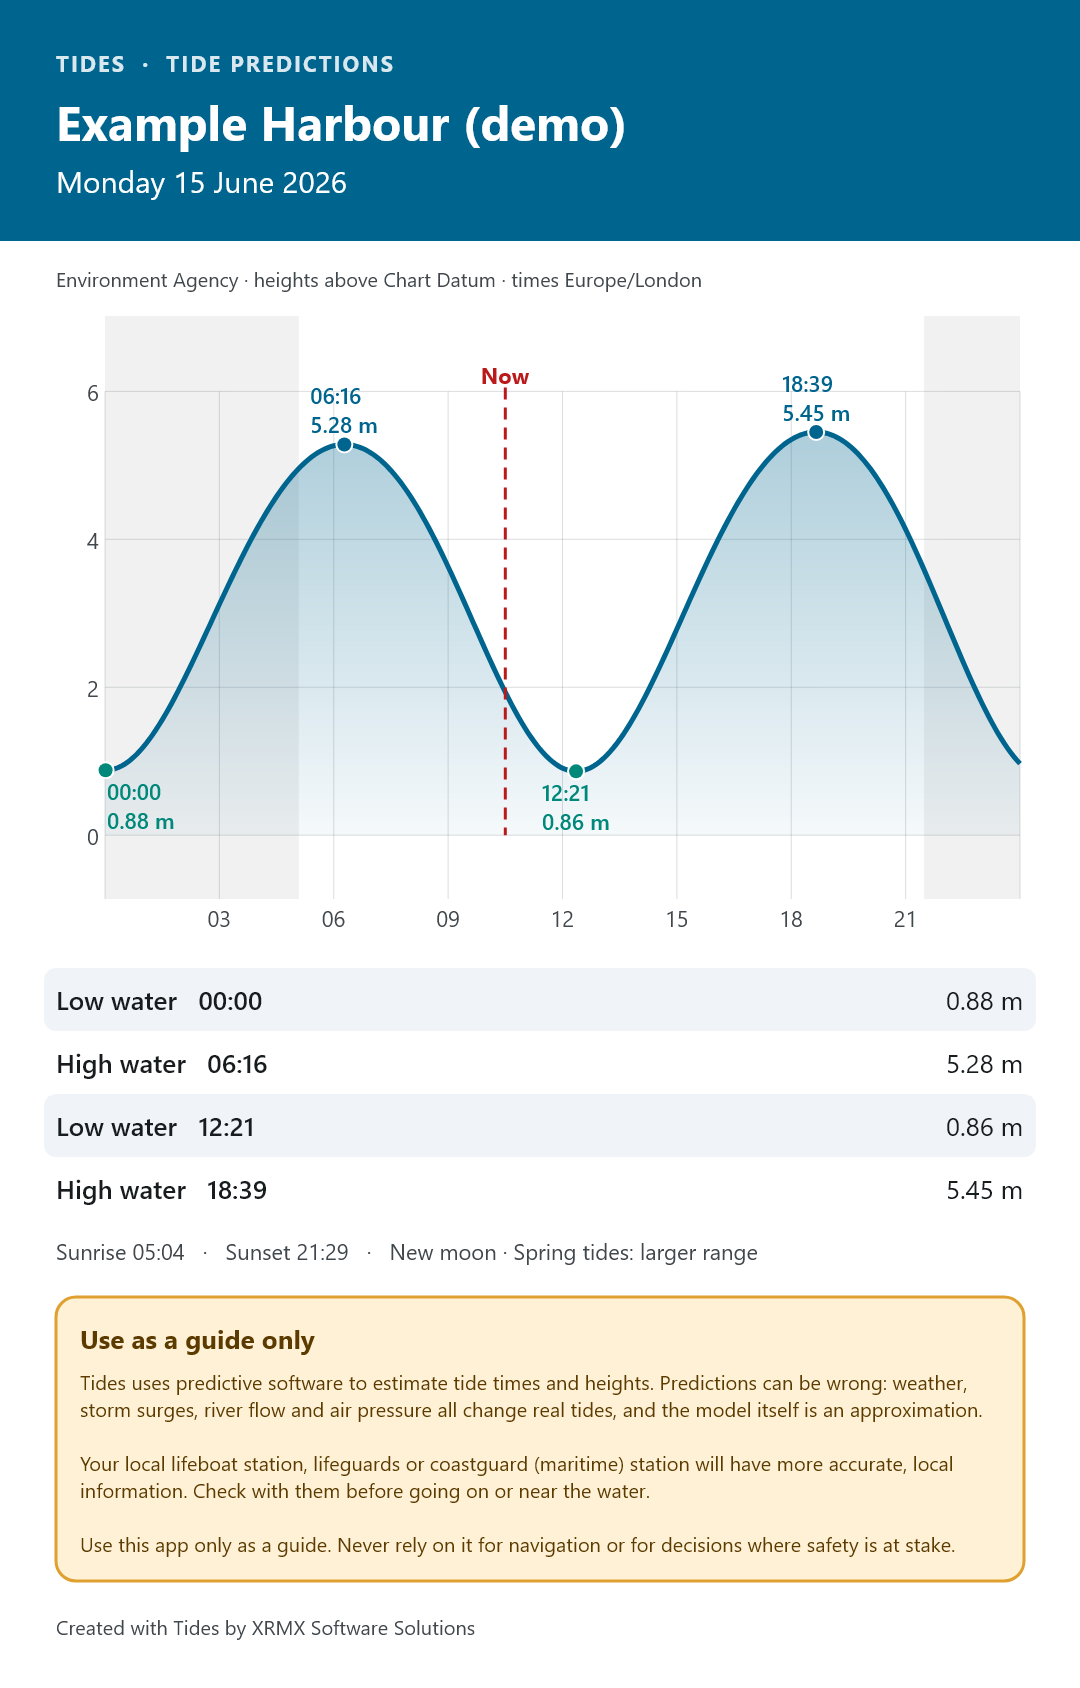 TIDES · TIDE PREDICTIONS
Example Harbour (demo)
Monday 15 June 2026
Environment Agency · heights above Chart Datum · times Europe/London
Now
18:39
5.45 m
06:16
5.28 m
6
4
2
0
00:00
0.88 m
12:21
0.86 m
03 06 09 12 15 18 21
Low water 00:00 0.88 m
High water 06:16 5.28 m
Low water 12:21 0.86 m
High water 18:39 5.45 m
Sunrise 05:04 · Sunset 21:29 · New moon · Spring tides: larger range
Use as a guide only
Tides uses predictive software to estimate tide times and heights. Predictions can be wrong: weather,
storm surges, river flow and air pressure all change real tides, and the model itself is an approximation.
Your local lifeboat station, lifeguards or coastguard (maritime) station will have more accurate, local
information. Check with them before going on or near the water.
Use this app only as a guide. Never rely on it for navigation or for decisions where safety is at stake.
Created with Tides by XRMX Software Solutions